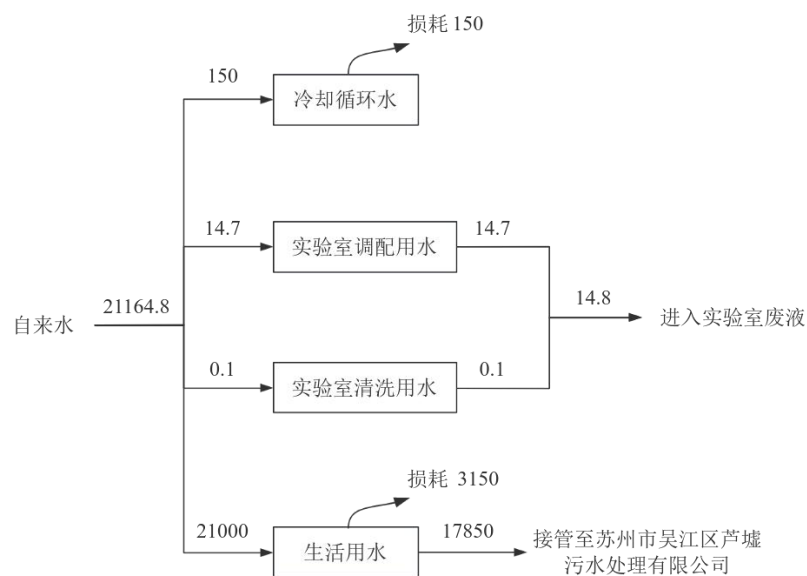 损耗 150
150
冷却循环水
14.7
实验室调配用水
14.7
自来水
21164.8
14.8
进入实验室废液
0.1
实验室清洗用水
0.1
损耗 3150
21000
生活用水
17850
接管至苏州市吴江区芦墟
污水处理有限公司